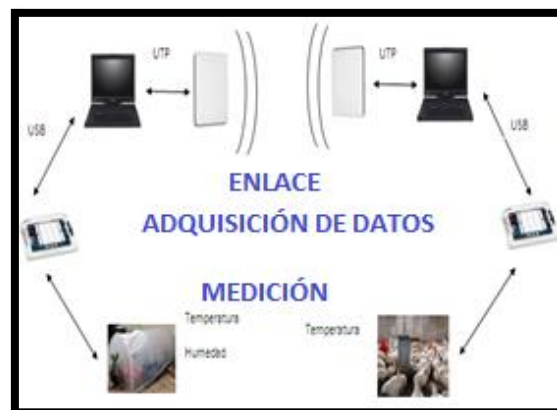 UTP
UTP
USB
USB
ENLACE
ADQUISICIÓN DE DATOS
MEDICIÓN
Temperatura
Humedad
Temperatura